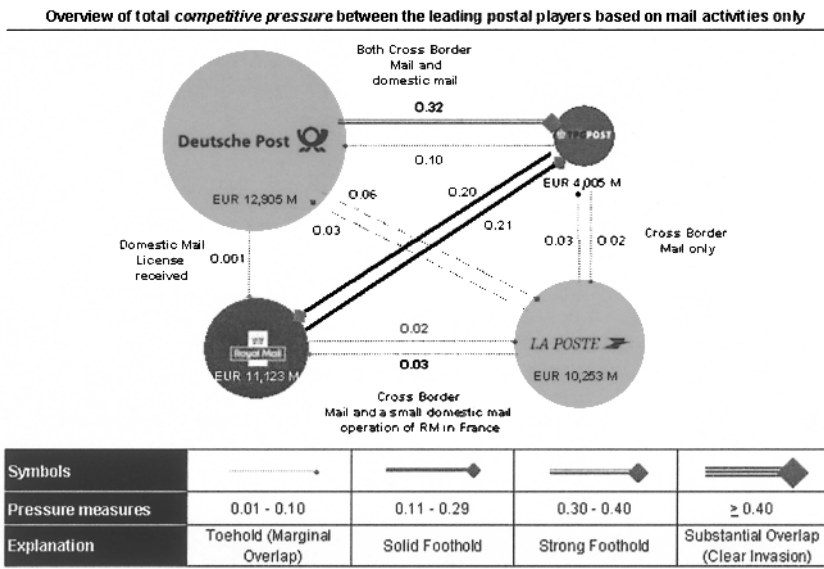 Overview of total competitive pressure between the leading postal players based on mail activities only
Both Cross Border
Mail and
domestic mail
0.32
Deutsche Post
TPG POST
0.10
EUR 4,005 M
EUR 12,905 M
0.06
0.20
0.03
0.21
Domestic Mail
License
received
0.001
0.03
0.02
Cross Border
Mail only
0.02
Royal Mail
LA POSTE
0.03
EUR 11,123 M
EUR 10,253 M
Cross Border
Mail and a small domestic mail
operation of RM in France
Symbols
Pressure measures
0.01 - 0.10
0.11 - 0.29
0.30 - 0.40
≥ 0.40
Explanation
Toehold (Marginal
Overlap)
Solid Foothold
Strong Foothold
Substantial Overlap
(Clear Invasion)